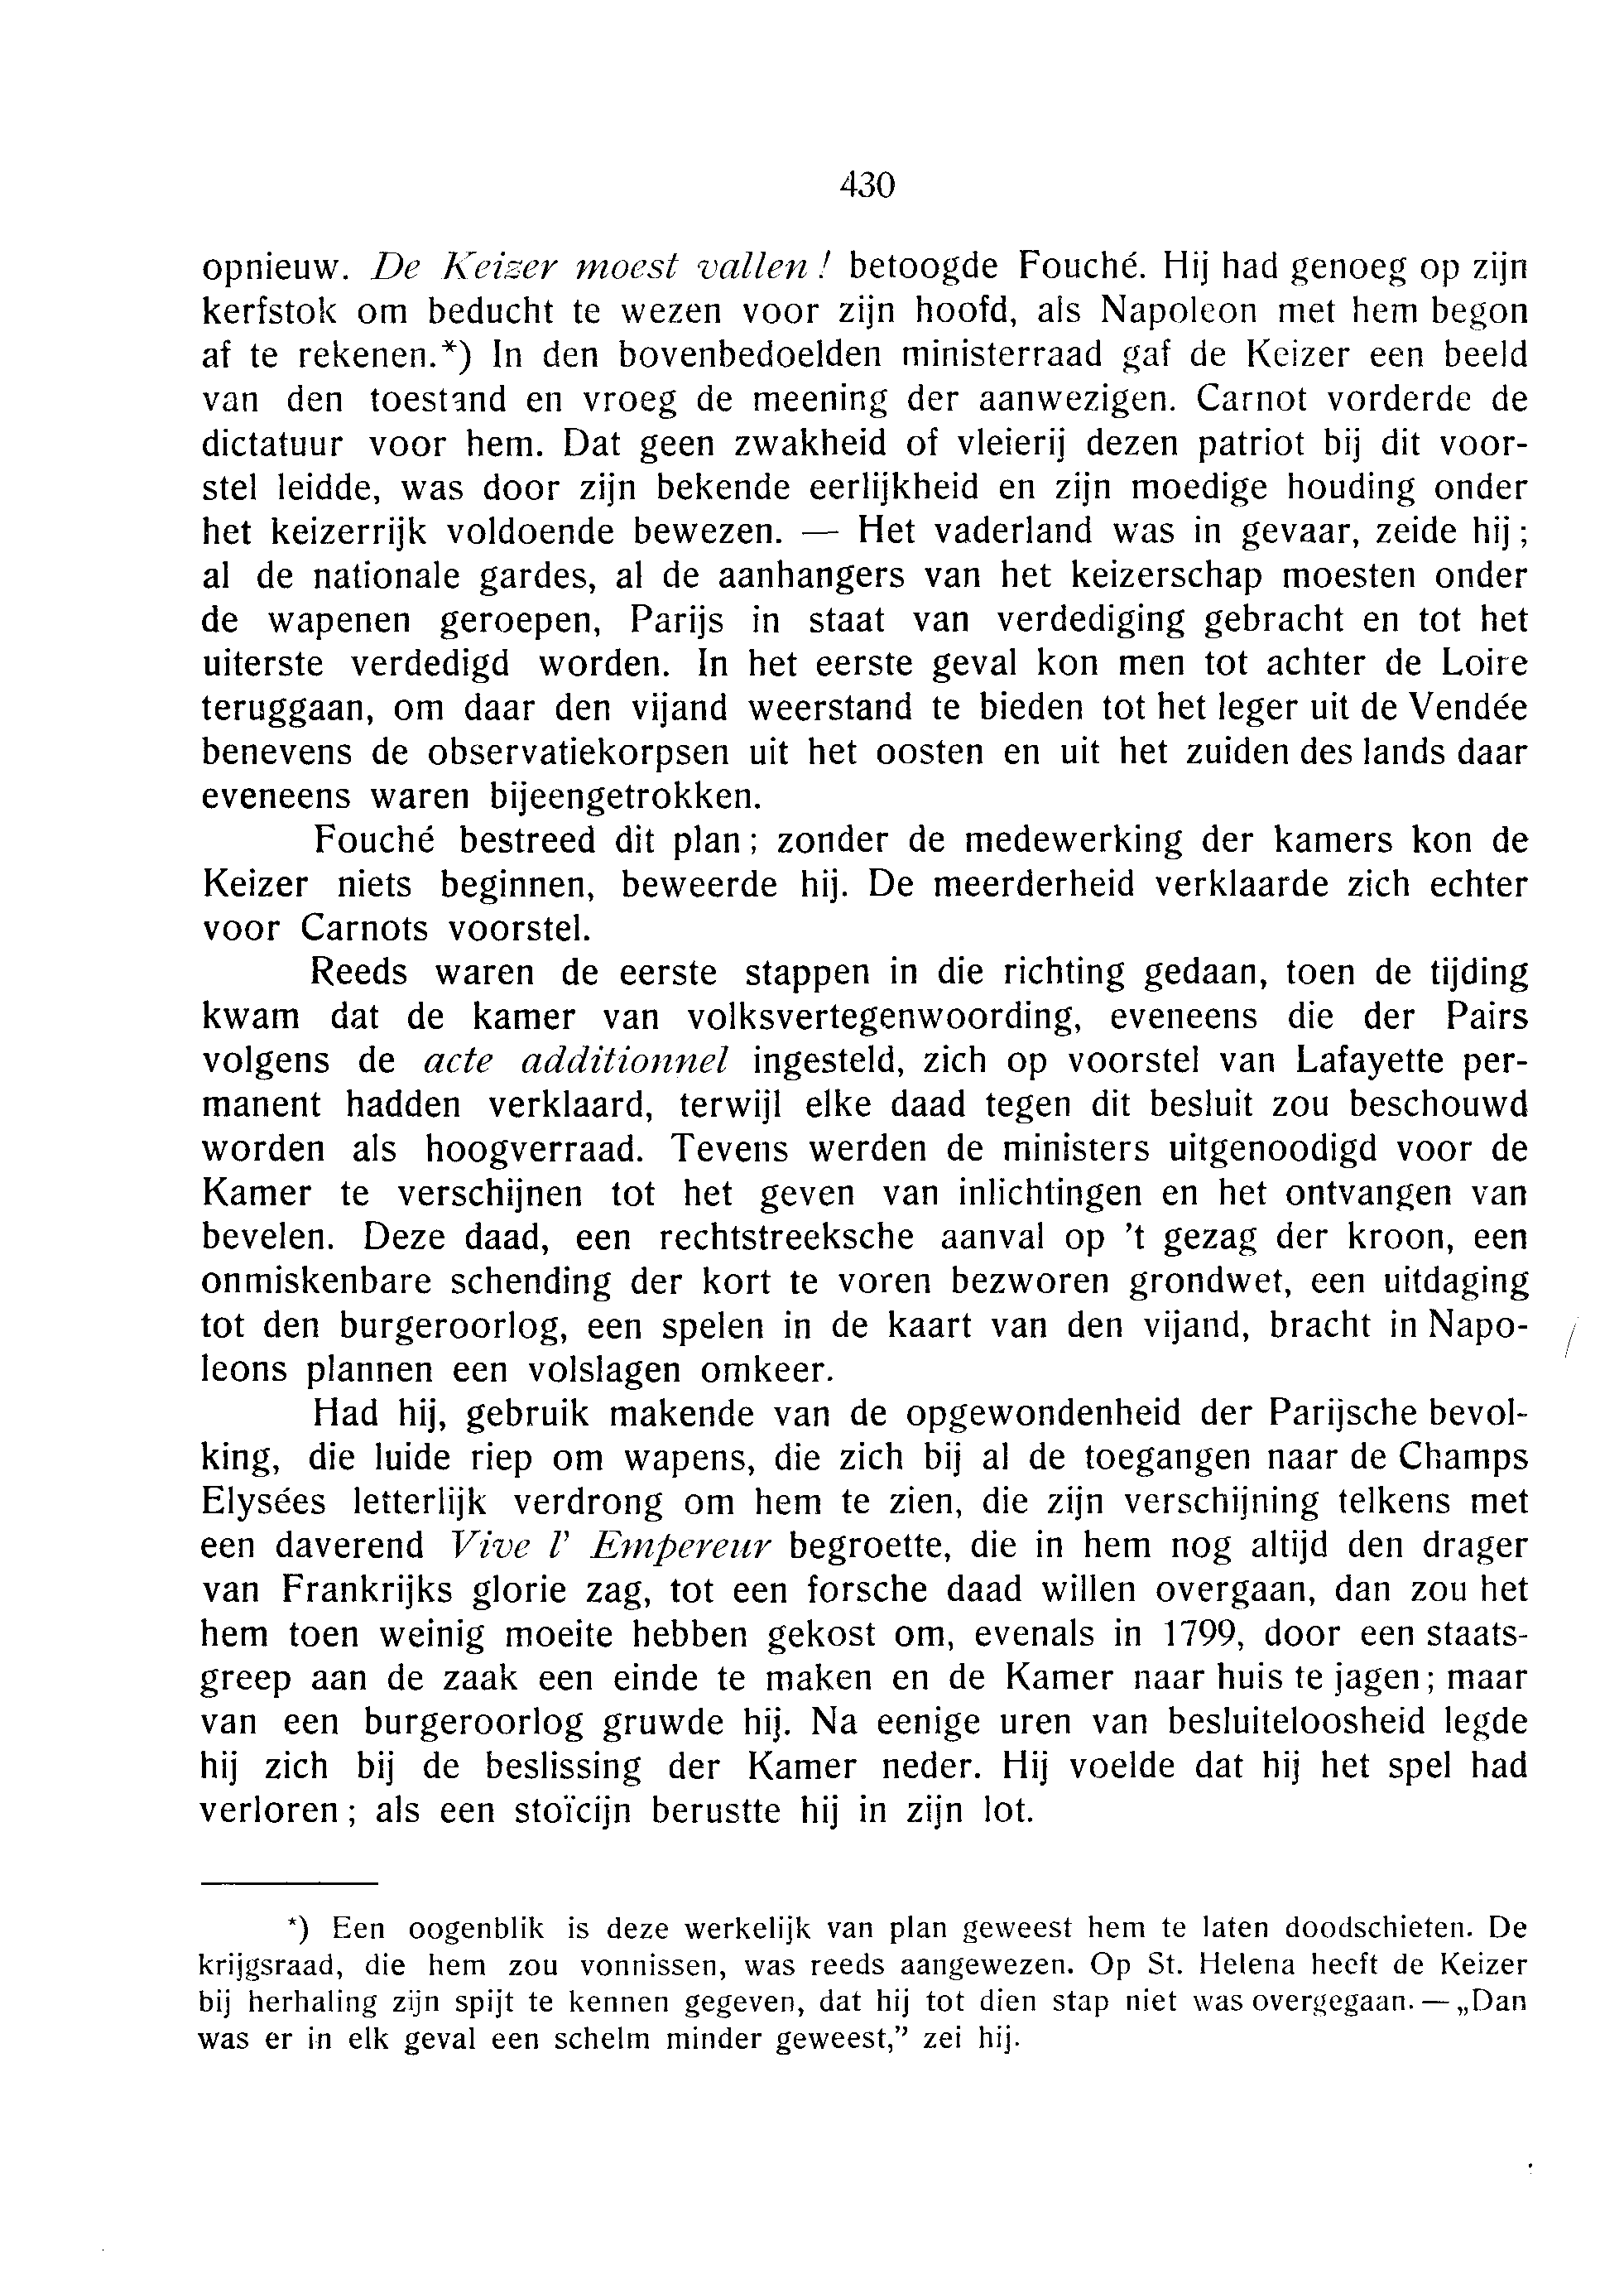 430
opnieuw. De Keizer moest vallen! betoogde Fouché. Hij had genoeg op zijn
kerfstok om beducht te wezen voor zijn hoofd, als Napoleon met hem begon
af te rekenen.*) In den bovenbedoelden ministerraad gaf de Keizer een beeld
van den toestand en vroeg de meening der aanwezigen. Carnot vorderde de
dictatuur voor hem. Dat geen zwakheid of vleierij dezen patriot bij dit voor-
stel leidde, was door zijn bekende eerlijkheid en zijn moedige houding onder
het keizerrijk voldoende bewezen. — Het vaderland was in gevaar, zeide hij;
al de nationale gardes, al de aanhangers van het keizerschap moesten onder
de wapenen geroepen, Parijs in staat van verdediging gebracht en tot het
uiterste verdedigd worden. In het eerste geval kon men tot achter de Loire
teruggaan, om daar den vijand weerstand te bieden tot het leger uit de Vendée
benevens de observatiekorpsen uit het oosten en uit het zuiden des lands daar
eveneens waren bijeengetrokken.
Fouché bestreed dit plan; zonder de medewerking der kamers kon de
Keizer niets beginnen, beweerde hij. De meerderheid verklaarde zich echter
voor Carnots voorstel.
Reeds waren de eerste stappen in die richting gedaan, toen de tijding
kwam dat de kamer van volksvertegenwoording, eveneens die der Pairs
volgens de acte additionnel ingesteld, zich op voorstel van Lafayette per-
manent hadden verklaard, terwijl elke daad tegen dit besluit zou beschouwd
worden als hoogverraad. Tevens werden de ministers uitgenoodigd voor de
Kamer te verschijnen tot het geven van inlichtingen en het ontvangen van
bevelen. Deze daad, een rechtstreeksche aanval op 't gezag der kroon, een
onmiskenbare schending der kort te voren bezworen grondwet, een uitdaging
tot den burgeroorlog, een spelen in de kaart van den vijand, bracht in Napo-
leons plannen een volslagen omkeer.
Had hij, gebruik makende van de opgewondenheid der Parijsche bevol-
king, die luide riep om wapens, die zich bij al de toegangen naar de Champs
Elysées letterlijk verdrong om hem te zien, die zijn verschijning telkens met
een daverend Vive l' Empereur begroette, die in hem nog altijd den drager
van Frankrijks glorie zag, tot een forsche daad willen overgaan, dan zou het
hem toen weinig moeite hebben gekost om, evenals in 1799, door een staats-
greep aan de zaak een einde te maken en de Kamer naar huis te jagen; maar
van een burgeroorlog gruwde hij. Na eenige uren van besluiteloosheid legde
hij zich bij de beslissing der Kamer neder. Hij voelde dat hij het spel had
verloren; als een stoïcijn berustte hij in zijn lot.
*) Een oogenblik is deze werkelijk van plan geweest hem te laten doodschieten. De
krijgsraad, die hem zou vonnissen, was reeds aangewezen. Op St. Helena heeft de Keizer
bij herhaling zijn spijt te kennen gegeven, dat hij tot dien stap niet was overgegaan. — „Dan
was er in elk geval een schelm minder geweest,” zei hij.